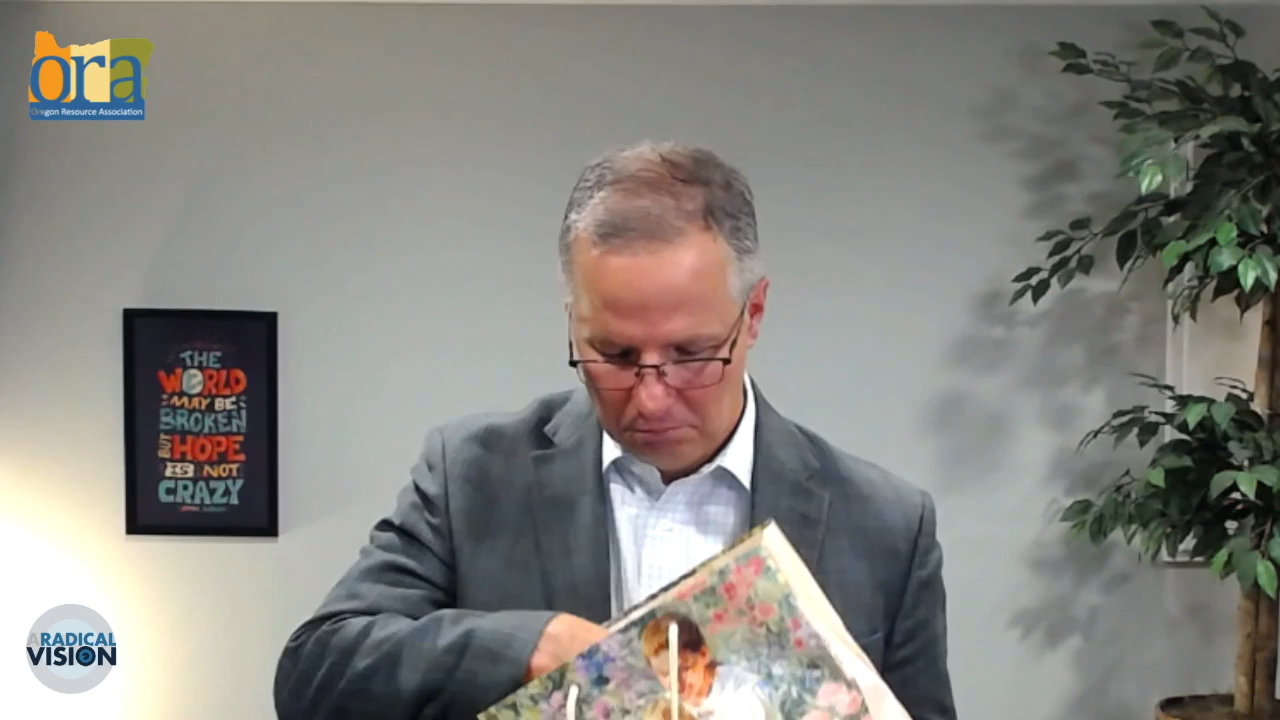 ora
Oregon Resource Association
THE
WORLD
MAY BE
BROKEN
BUT HOPE
IS NOT
CRAZY
A RADICAL
VISION